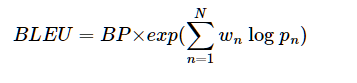 BLEU = BP×exp(∑_{n=1}^{N} w_n log p_n)